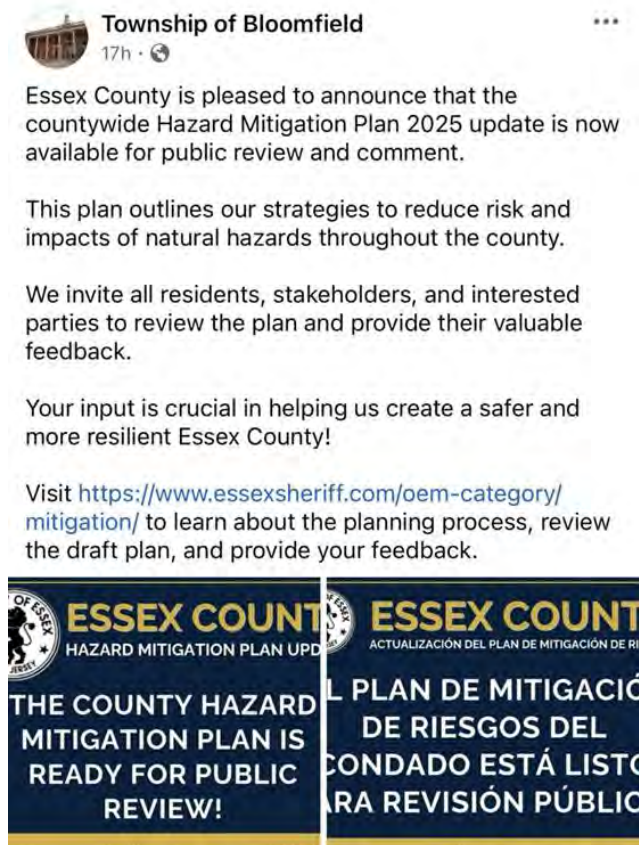 Township of Bloomfield
17h ·
Essex County is pleased to announce that the
countywide Hazard Mitigation Plan 2025 update is now
available for public review and comment.
This plan outlines our strategies to reduce risk and
impacts of natural hazards throughout the county.
We invite all residents, stakeholders, and interested
parties to review the plan and provide their valuable
feedback.
Your input is crucial in helping us create a safer and
more resilient Essex County!
Visit https://www.essexsheriff.com/oem-category/
mitigation/ to learn about the planning process, review
the draft plan, and provide your feedback.
OF ESSEX
JERSEY
ESSEX COUNT
HAZARD MITIGATION PLAN UPD
THE COUNTY HAZARD
MITIGATION PLAN IS
READY FOR PUBLIC
REVIEW!
ESSEX COUNT
ACTUALIZACIÓN DEL PLAN DE MITIGACIÓN DE RI
L PLAN DE MITIGACIÓ
DE RIESGOS DEL
CONDADO ESTÁ LISTO
ARA REVISIÓN PÚBLIC